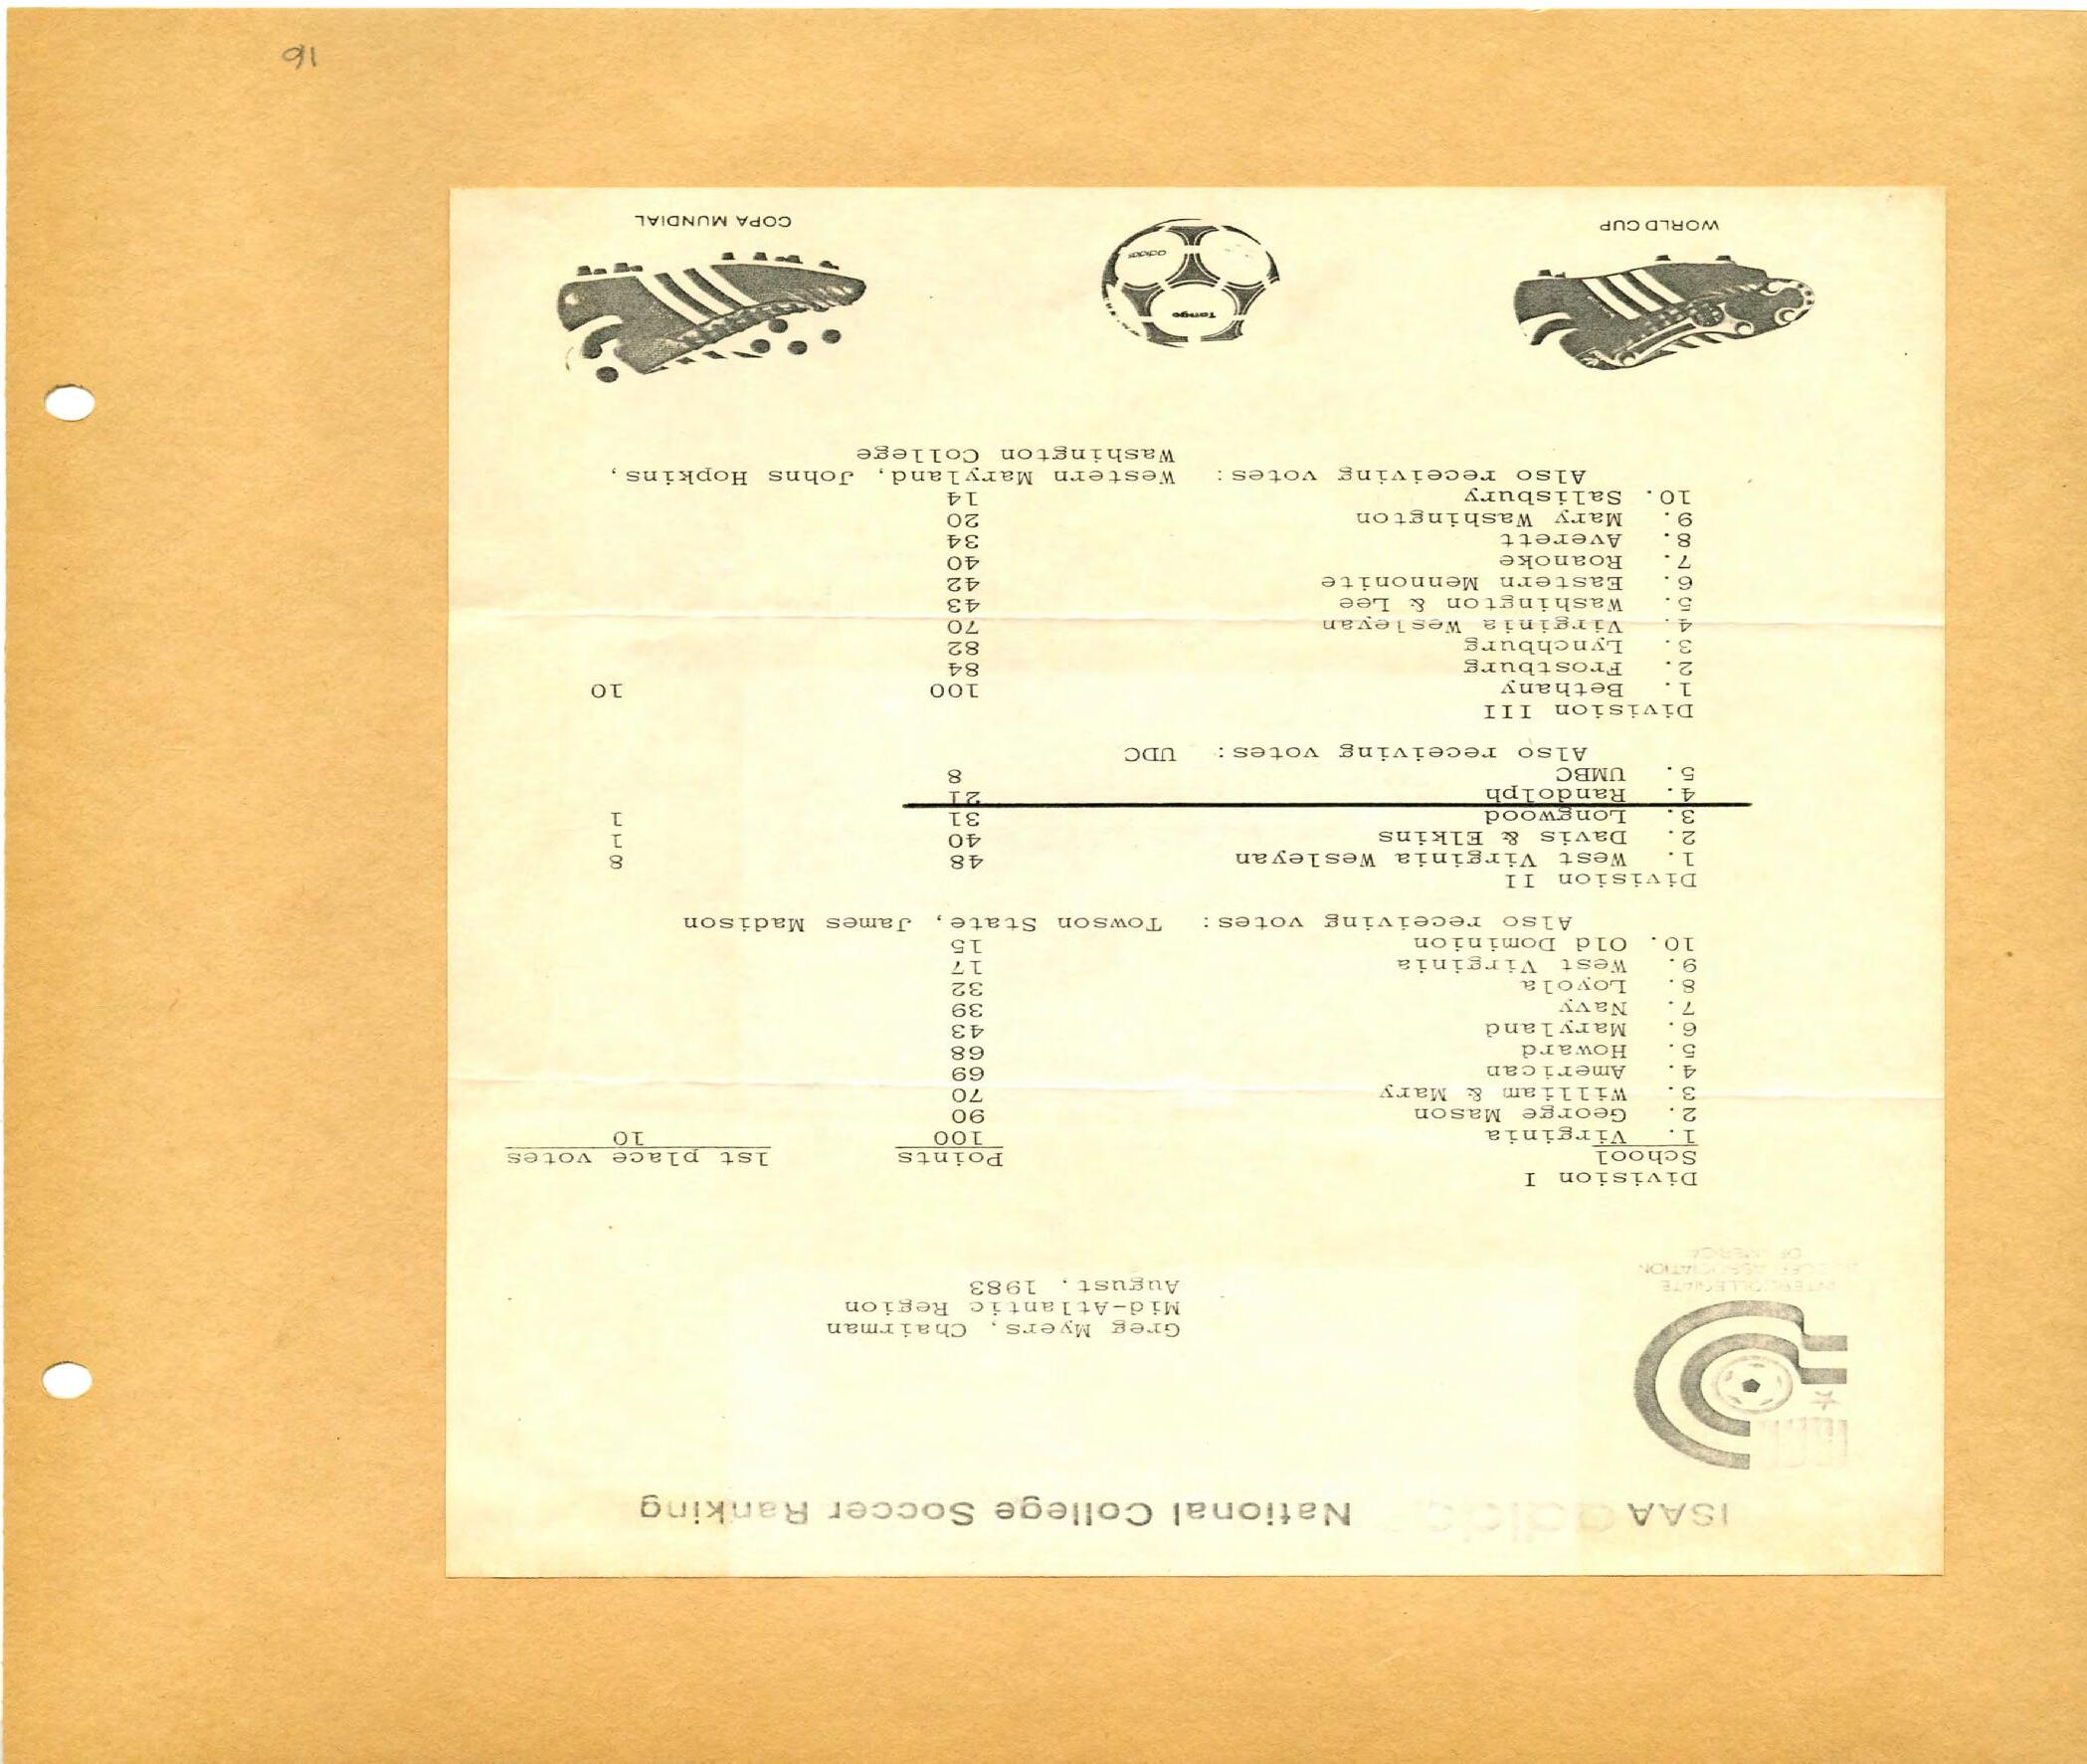 ISAA adidas National College Soccer Ranking
INTERCOLLEGIATE
SOCCER ASSOCIATION
OF AMERICA
Greg Myers, Chairman
Mid-Atlantic Region
August, 1983
Division I
School Points 1st place votes
1. Virginia 100 10
2. George Mason 90
3. William & Mary 70
4. American 69
5. Howard 68
6. Maryland 43
7. Navy 39
8. Loyola 32
9. West Virginia 17
10. Old Dominion 15
Also receiving votes: Towson State, James Madison
Division II
1. West Virginia Wesleyan 48 8
2. Davis & Elkins 40 1
3. Longwood 31 1
4. Randolph 21
5. UMBC 8
Also receiving votes: UDC
Division III
1. Bethany 100 10
2. Frostburg 84
3. Lynchburg 82
4. Virginia Wesleyan 70
5. Washington & Lee 43
6. Eastern Mennonite 42
7. Roanoke 40
8. Averett 34
9. Mary Washington 20
10. Salisbury 14
Also receiving votes: Western Maryland, Johns Hopkins,
Washington College
Tango
adidas
WORLD CUP
COPA MUNDIAL
16